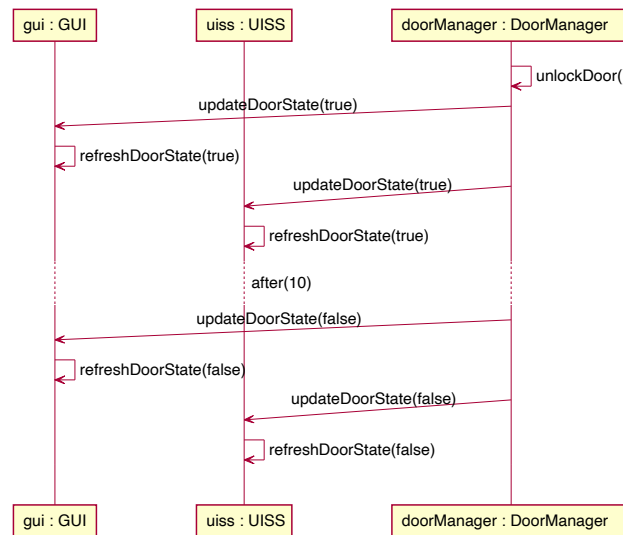 gui : GUI
uiss : UISS
doorManager : DoorManager
unlockDoor(
updateDoorState(true)
refreshDoorState(true)
updateDoorState(true)
refreshDoorState(true)
after(10)
updateDoorState(false)
refreshDoorState(false)
updateDoorState(false)
refreshDoorState(false)
gui : GUI
uiss : UISS
doorManager : DoorManager